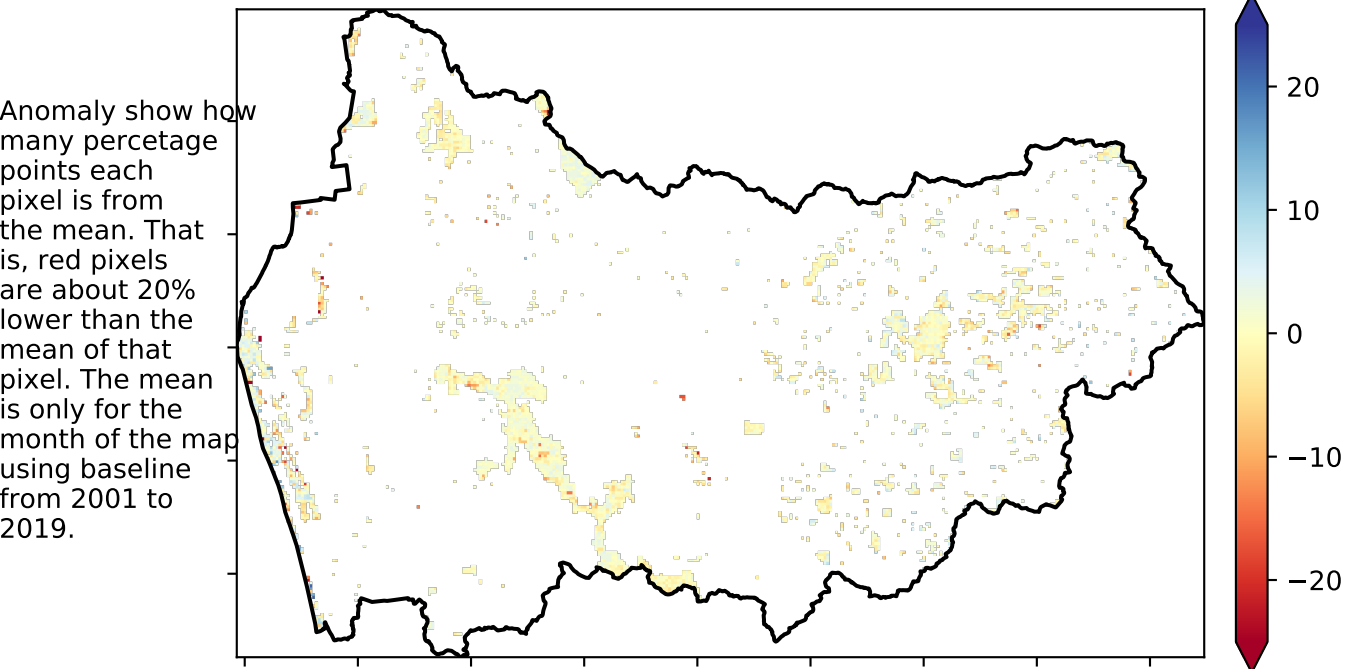 Anomaly show how
many percetage
points each
pixel is from
the mean. That
is, red pixels
are about 20%
lower than the
mean of that
pixel. The mean
is only for the
month of the map
using baseline
from 2001 to
2019.
20
10
0
−10
−20